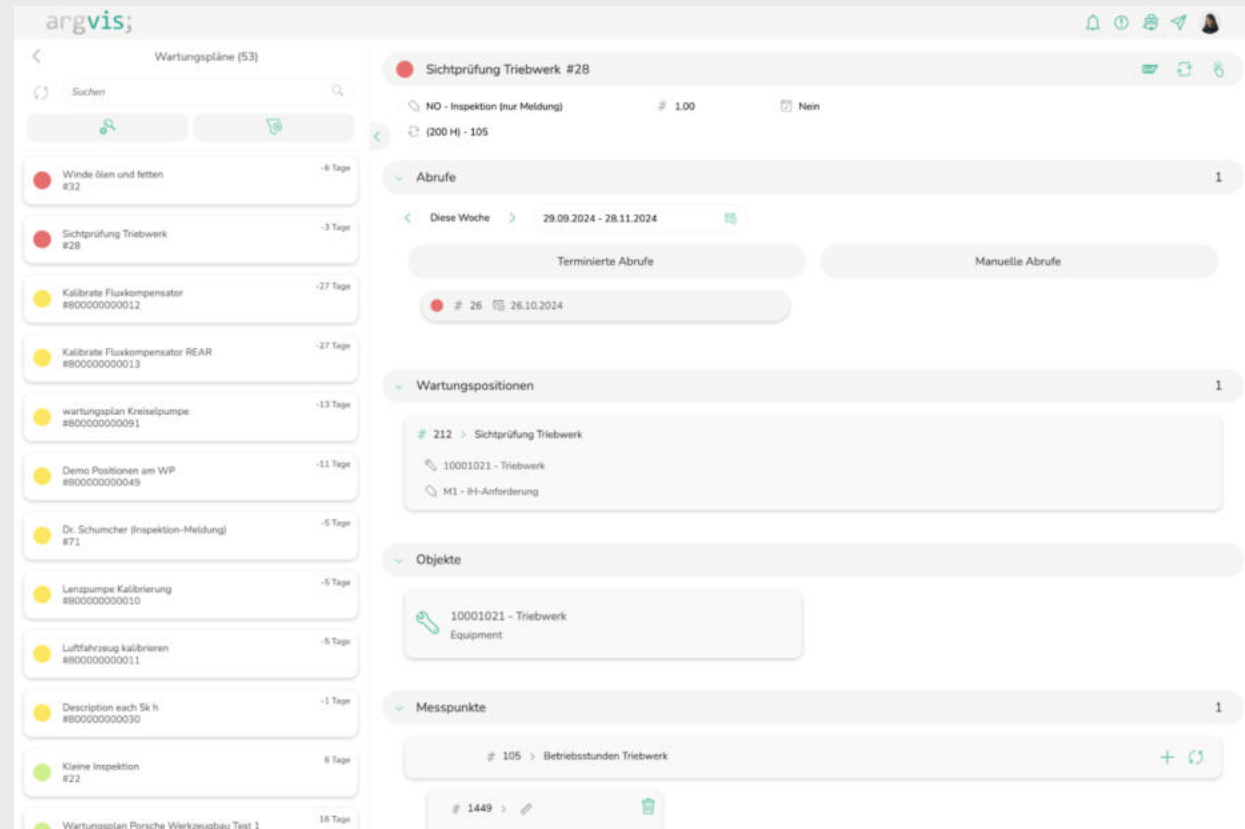 argvis;
Wartungspläne (53)
Suchen
Winde ölen und fetten
-6 Tage
#32
Sichtprüfung Triebwerk
-3 Tage
#28
Kalibrate Fluxkompensator
-27 Tage
#800000000012
Kalibrate Fluxkompensator REAR
-27 Tage
#800000000013
wartungsplan Kreiselpumpe
-13 Tage
#800000000091
Demo Positionen am WP
-11 Tage
#800000000049
Dr. Schumcher (Inspektion-Meldung)
-5 Tage
#71
Lenzpumpe Kalibrierung
-5 Tage
#800000000010
Luftfahrzeug kalibrieren
-5 Tage
#800000000011
Description each 5k h
-1 Tage
#800000000030
Kleine Inspektion
6 Tage
#22
Wartungsplan Porsche Werkzeugbau Test 1
16 Tage
Sichtprüfung Triebwerk #28
NO - Inspektion (nur Meldung)
# 1.00
Nein
(200 H) - 105
Abrufe
1
Diese Woche
29.09.2024 - 28.11.2024
Terminierte Abrufe
Manuelle Abrufe
# 26 26.10.2024
Wartungspositionen
1
# 212 > Sichtprüfung Triebwerk
10001021 - Triebwerk
M1 - IH-Anforderung
Objekte
10001021 - Triebwerk
Equipment
Messpunkte
1
# 105 > Betriebsstunden Triebwerk
# 1449 >